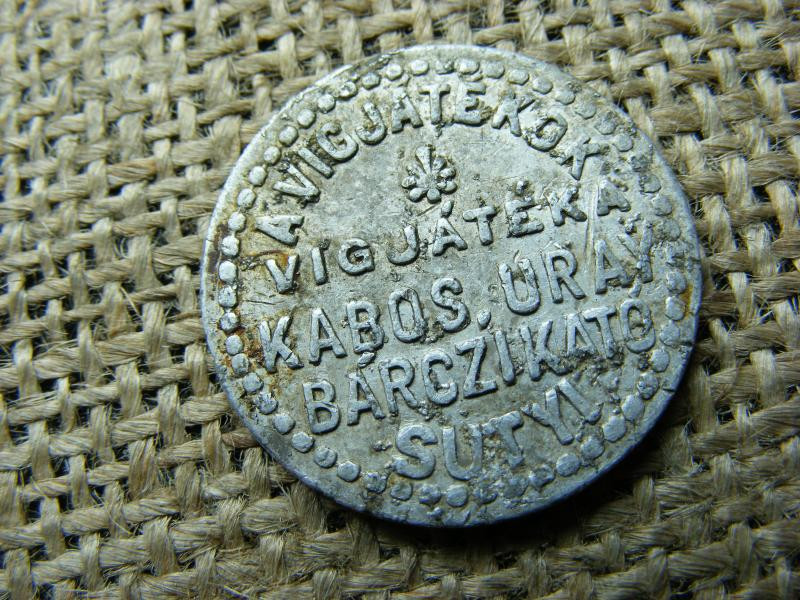 A VIGJÁTÉKOK
VIGJÁTÉKA
KABOS, URAY
BÁRCZI KATÓ
SUTYI